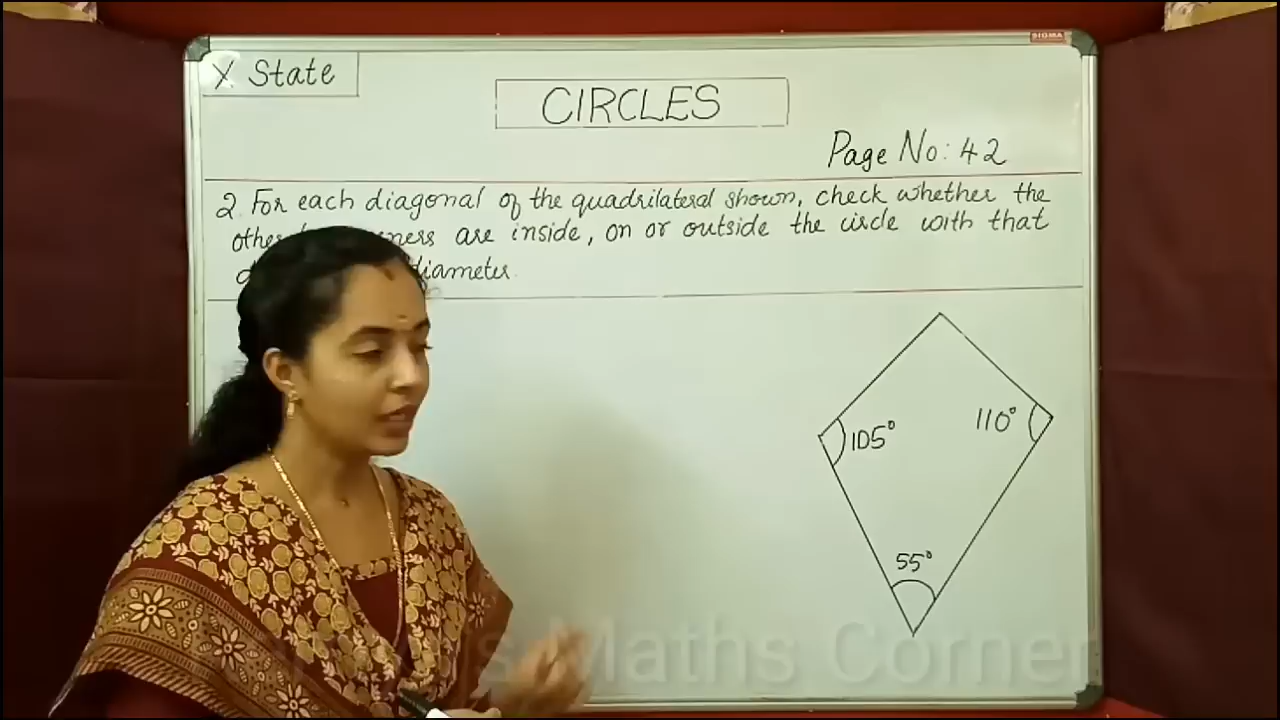 SIGMA
X State
CIRCLES
Page No: 42
2. For each diagonal of the quadrilateral shown, check whether the
are inside, on or outside the circle with that
diameter.
105°
110°
55°
Maths Corner